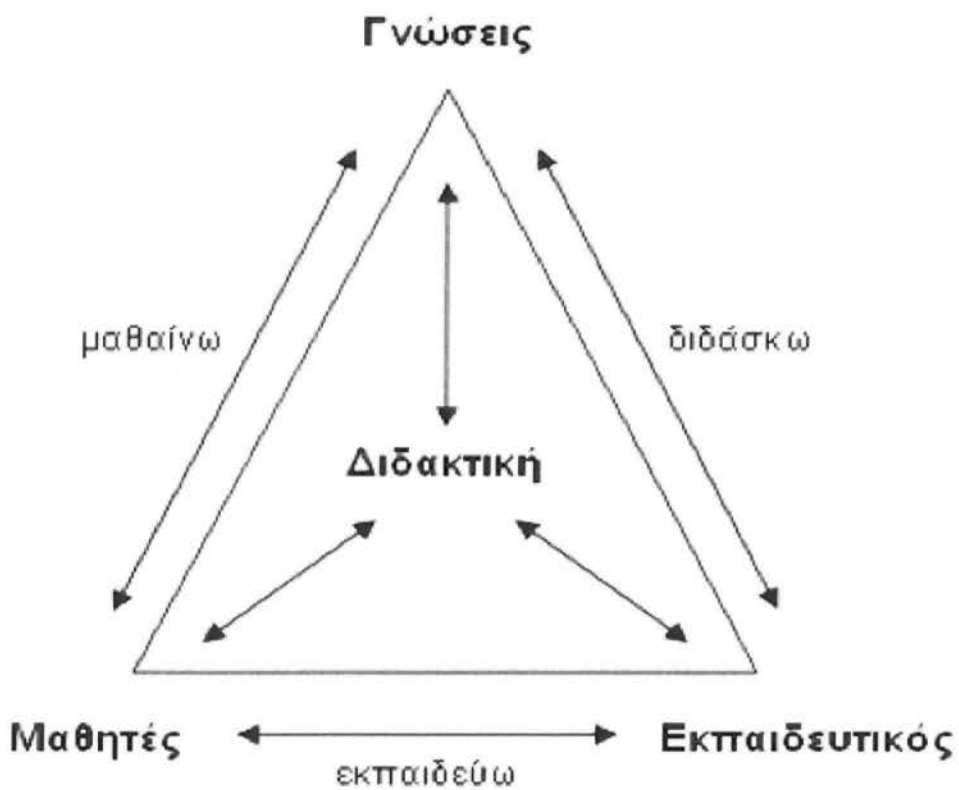 Γνώσεις
μαθαίνω
διδάσκω
Διδακτική
Μαθητές
Εκπαιδευτικός
εκπαιδεύω